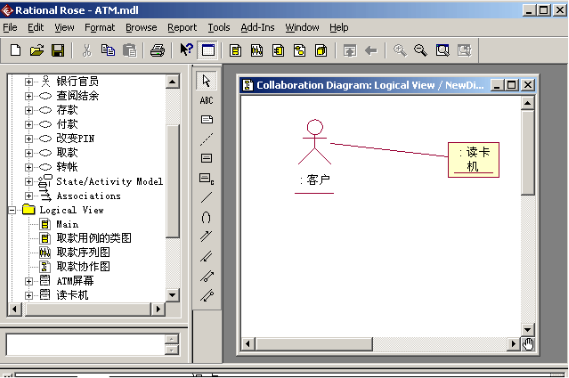 Rational Rose - ATM.mdl
File Edit View Format Browse Report Tools Add-Ins Window Help
银行官员
查阅结余
存款
付款
改变PIN
取款
转帐
State/Activity Model
Associations
Logical View
Main
取款用例的类图
取款序列图
取款协作图
ATM屏幕
读卡机
ABC
Collaboration Diagram: Logical View / NewDi...
: 客户
: 读卡
机